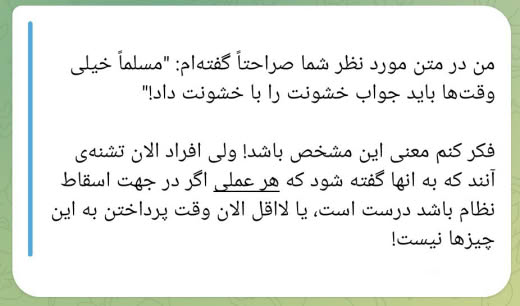 من در متن مورد نظر شما صراحتاً گفته‌ام: "مسلماً خیلی
وقت‌ها باید جواب خشونت را با خشونت داد!"
فکر کنم معنی این مشخص باشد! ولی افراد الان تشنه‌ی
آنند که به انها گفته شود که هر عملی اگر در جهت اسقاط
نظام باشد درست است، یا لااقل الان وقت پرداختن به این
چیزها نیست!